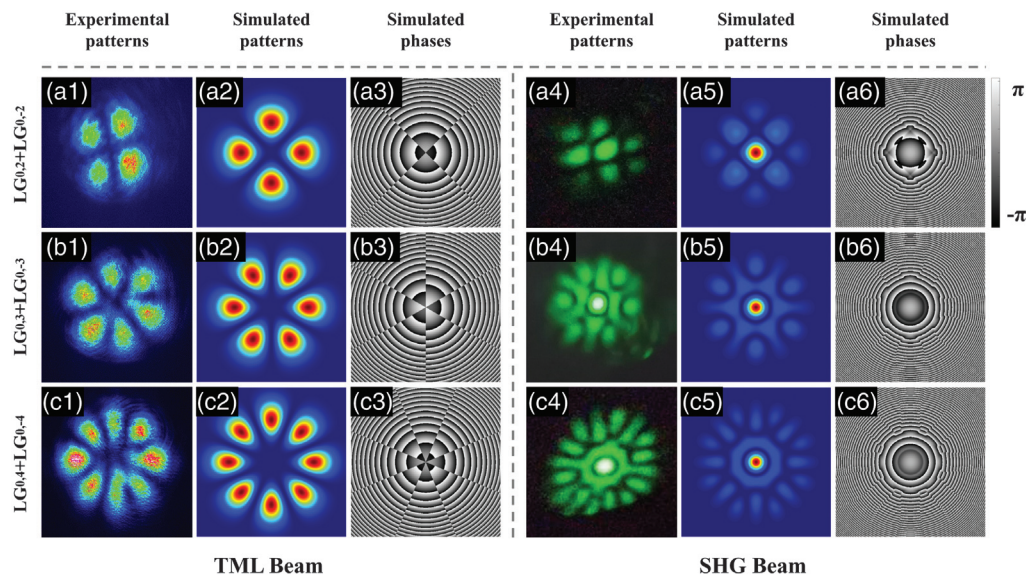 Experimental patterns
Simulated patterns
Simulated phases
Experimental patterns
Simulated patterns
Simulated phases
LG0,2+LG0,-2
(a1)
(a2)
(a3)
(a4)
(a5)
(a6)
π
-π
LG0,3+LG0,-3
(b1)
(b2)
(b3)
(b4)
(b5)
(b6)
LG0,4+LG0,-4
(c1)
(c2)
(c3)
(c4)
(c5)
(c6)
TML Beam
SHG Beam